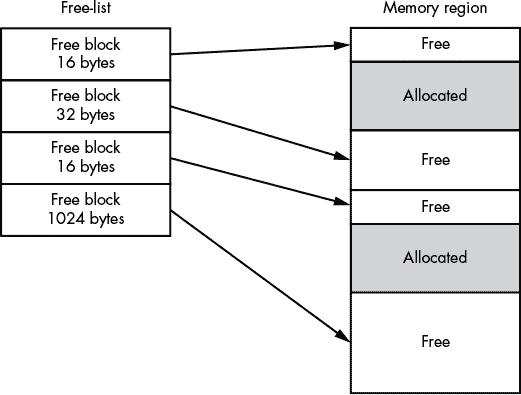 Free-list
Free block
16 bytes
Free block
32 bytes
Free block
16 bytes
Free block
1024 bytes
Memory region
Free
Allocated
Free
Free
Allocated
Free